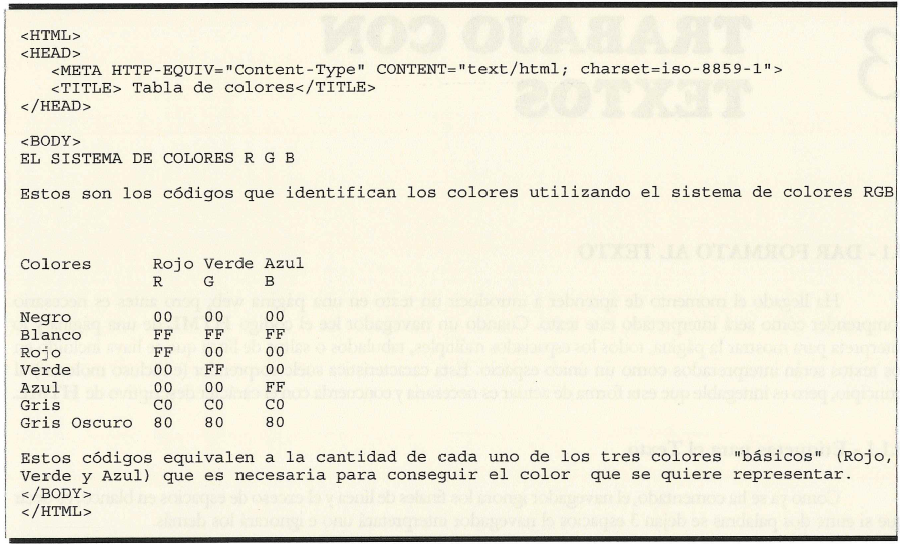 <HTML>
<HEAD>
<META HTTP-EQUIV="Content-Type" CONTENT="text/html; charset=iso-8859-1">
<TITLE> Tabla de colores</TITLE>
</HEAD>
<BODY>
EL SISTEMA DE COLORES R G B
Estos son los códigos que identifican los colores utilizando el sistema de colores RGB
Colores Rojo Verde Azul
R G B
Negro 00 00 00
Blanco FF FF FF
Rojo FF 00 00
Verde 00 FF 00
Azul 00 00 FF
Gris C0 C0 C0
Gris Oscuro 80 80 80
Estos códigos equivalen a la cantidad de cada uno de los tres colores "básicos" (Rojo,
Verde y Azul) que es necesaria para conseguir el color que se quiere representar.
</BODY>
</HTML>